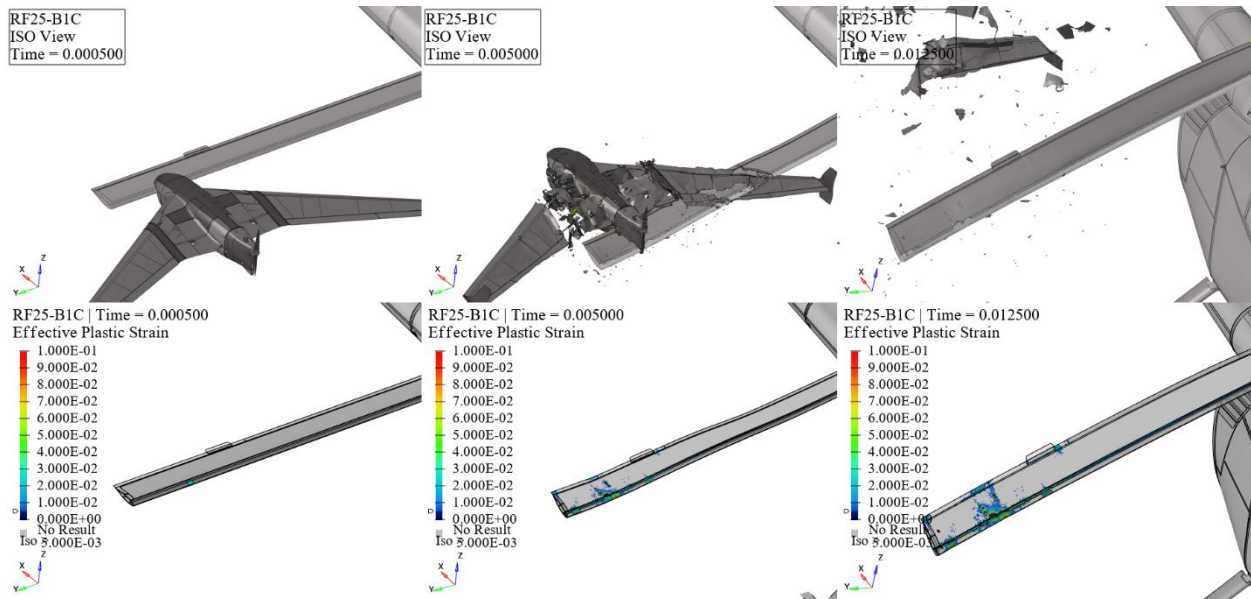 RF25-B1C
ISO View
Time = 0.000500
X
Z
Y
RF25-B1C
ISO View
Time = 0.005000
X
Z
Y
RF25-B1C
ISO View
Time = 0.012500
X
Z
Y
RF25-B1C | Time = 0.000500
Effective Plastic Strain
1.000E-01
9.000E-02
8.000E-02
7.000E-02
6.000E-02
5.000E-02
4.000E-02
3.000E-02
2.000E-02
1.000E-02
0.000E+00
No Result
Iso = 5.000E-03
X
Z
Y
RF25-B1C | Time = 0.005000
Effective Plastic Strain
1.000E-01
9.000E-02
8.000E-02
7.000E-02
6.000E-02
5.000E-02
4.000E-02
3.000E-02
2.000E-02
1.000E-02
0.000E+00
No Result
Iso = 5.000E-03
X
Z
Y
RF25-B1C | Time = 0.012500
Effective Plastic Strain
1.000E-01
9.000E-02
8.000E-02
7.000E-02
6.000E-02
5.000E-02
4.000E-02
3.000E-02
2.000E-02
1.000E-02
0.000E+00
No Result
Iso = 5.000E-03
X
Z
Y